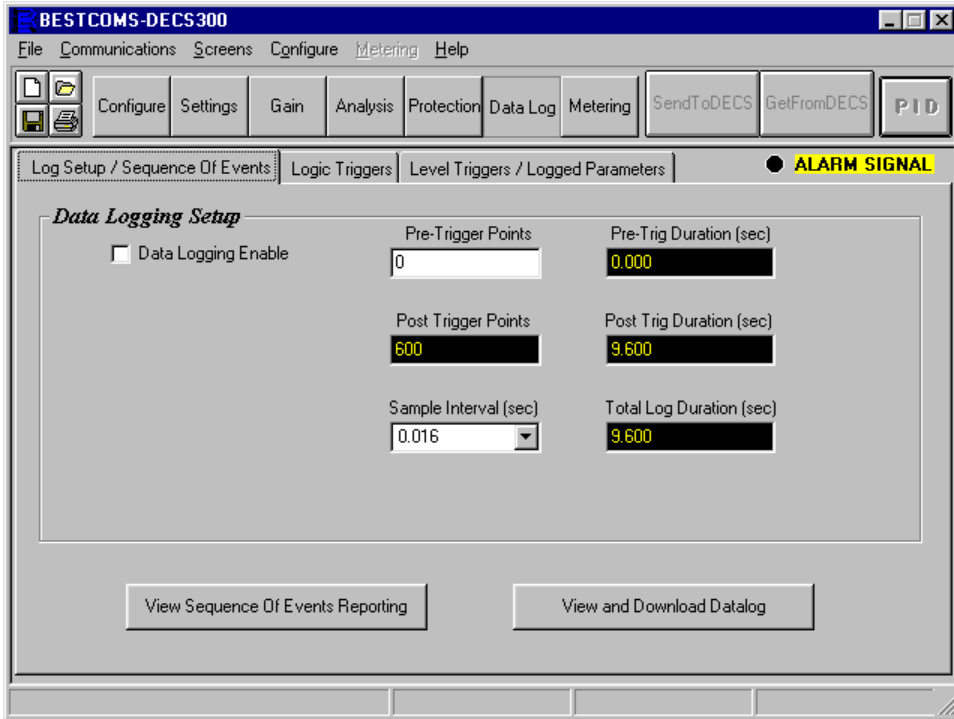 BESTCOMS-DECS300
File Communications Screens Configure Metering Help
Configure Settings Gain Analysis Protection Data Log Metering SendToDECS GetFromDECS PID
Log Setup / Sequence Of Events Logic Triggers Level Triggers / Logged Parameters ALARM SIGNAL
Data Logging Setup
Data Logging Enable
Pre-Trigger Points Pre-Trig Duration (sec)
0 0.000
Post Trigger Points Post Trig Duration (sec)
600 9.600
Sample Interval (sec) Total Log Duration (sec)
0.016 9.600
View Sequence Of Events Reporting View and Download Datalog